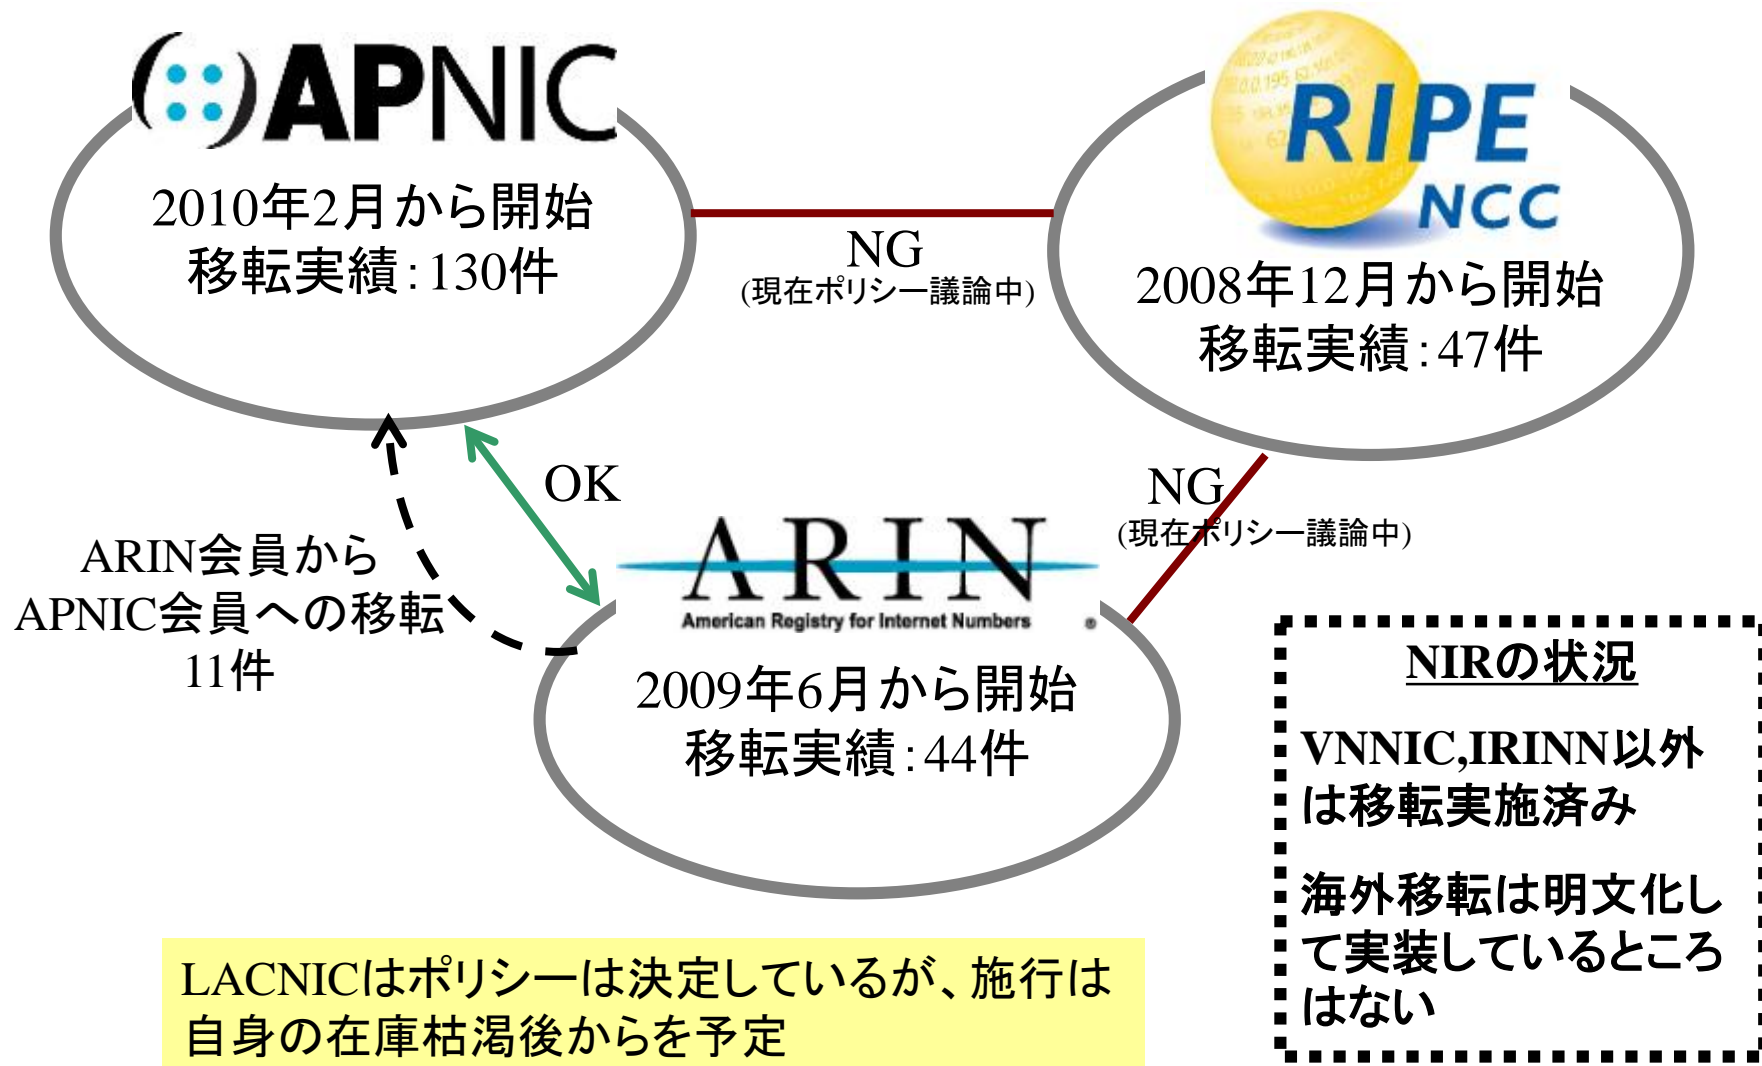 APNIC
2010年2月から開始
移転実績：130件
RIPE
NCC
2008年12月から開始
移転実績：47件
NG
(現在ポリシー議論中)
OK
NG
(現在ポリシー議論中)
ARIN会員から
APNIC会員への移転
11件
ARIN
American Registry for Internet Numbers ®
2009年6月から開始
移転実績：44件
NIRの状況
VNNIC,IRINN以外
は移転実施済み
海外移転は明文化し
て実装しているところ
はない
LACNICはポリシーは決定しているが、施行は
自身の在庫枯渇後からを予定